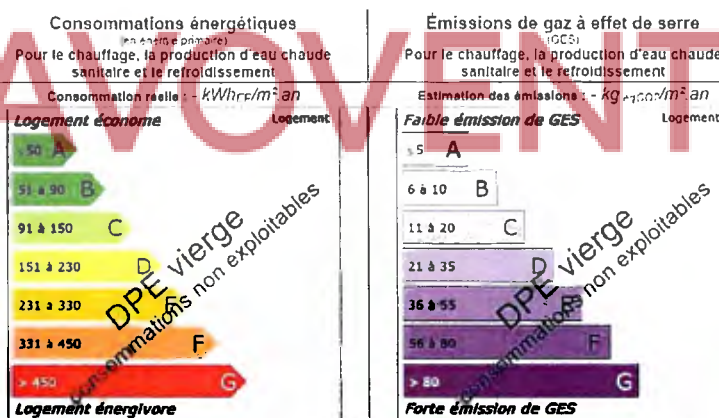 Consommations énergétiques
(en énergie primaire)
Pour le chauffage, la production d'eau chaude
sanitaire et le refroidissement
Consommation réelle : - kWhEF/m².an
Logement économe Logement
≤ 50 A
51 à 90 B
91 à 150 C
151 à 230 D
231 à 330 E
331 à 450 F
> 450 G
Logement énergivore
DPE vierge
consommations non exploitables
Émissions de gaz à effet de serre
(GES)
Pour le chauffage, la production d'eau chaude
sanitaire et le refroidissement
Estimation des émissions : - kg eqCO2/m².an
Faible émission de GES Logement
≤ 5 A
6 à 10 B
11 à 20 C
21 à 35 D
36 à 55 E
56 à 80 F
> 80 G
Forte émission de GES
DPE vierge
consommations non exploitables
AVOVENT